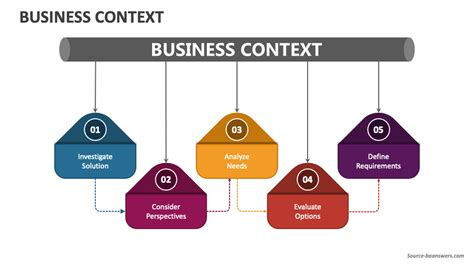 BUSINESS CONTEXT
BUSINESS CONTEXT
01
Investigate
Solution
02
Consider
Perspectives
03
Analyze
Needs
04
Evaluate
Options
05
Define
Requirements
Source-baanswers.com